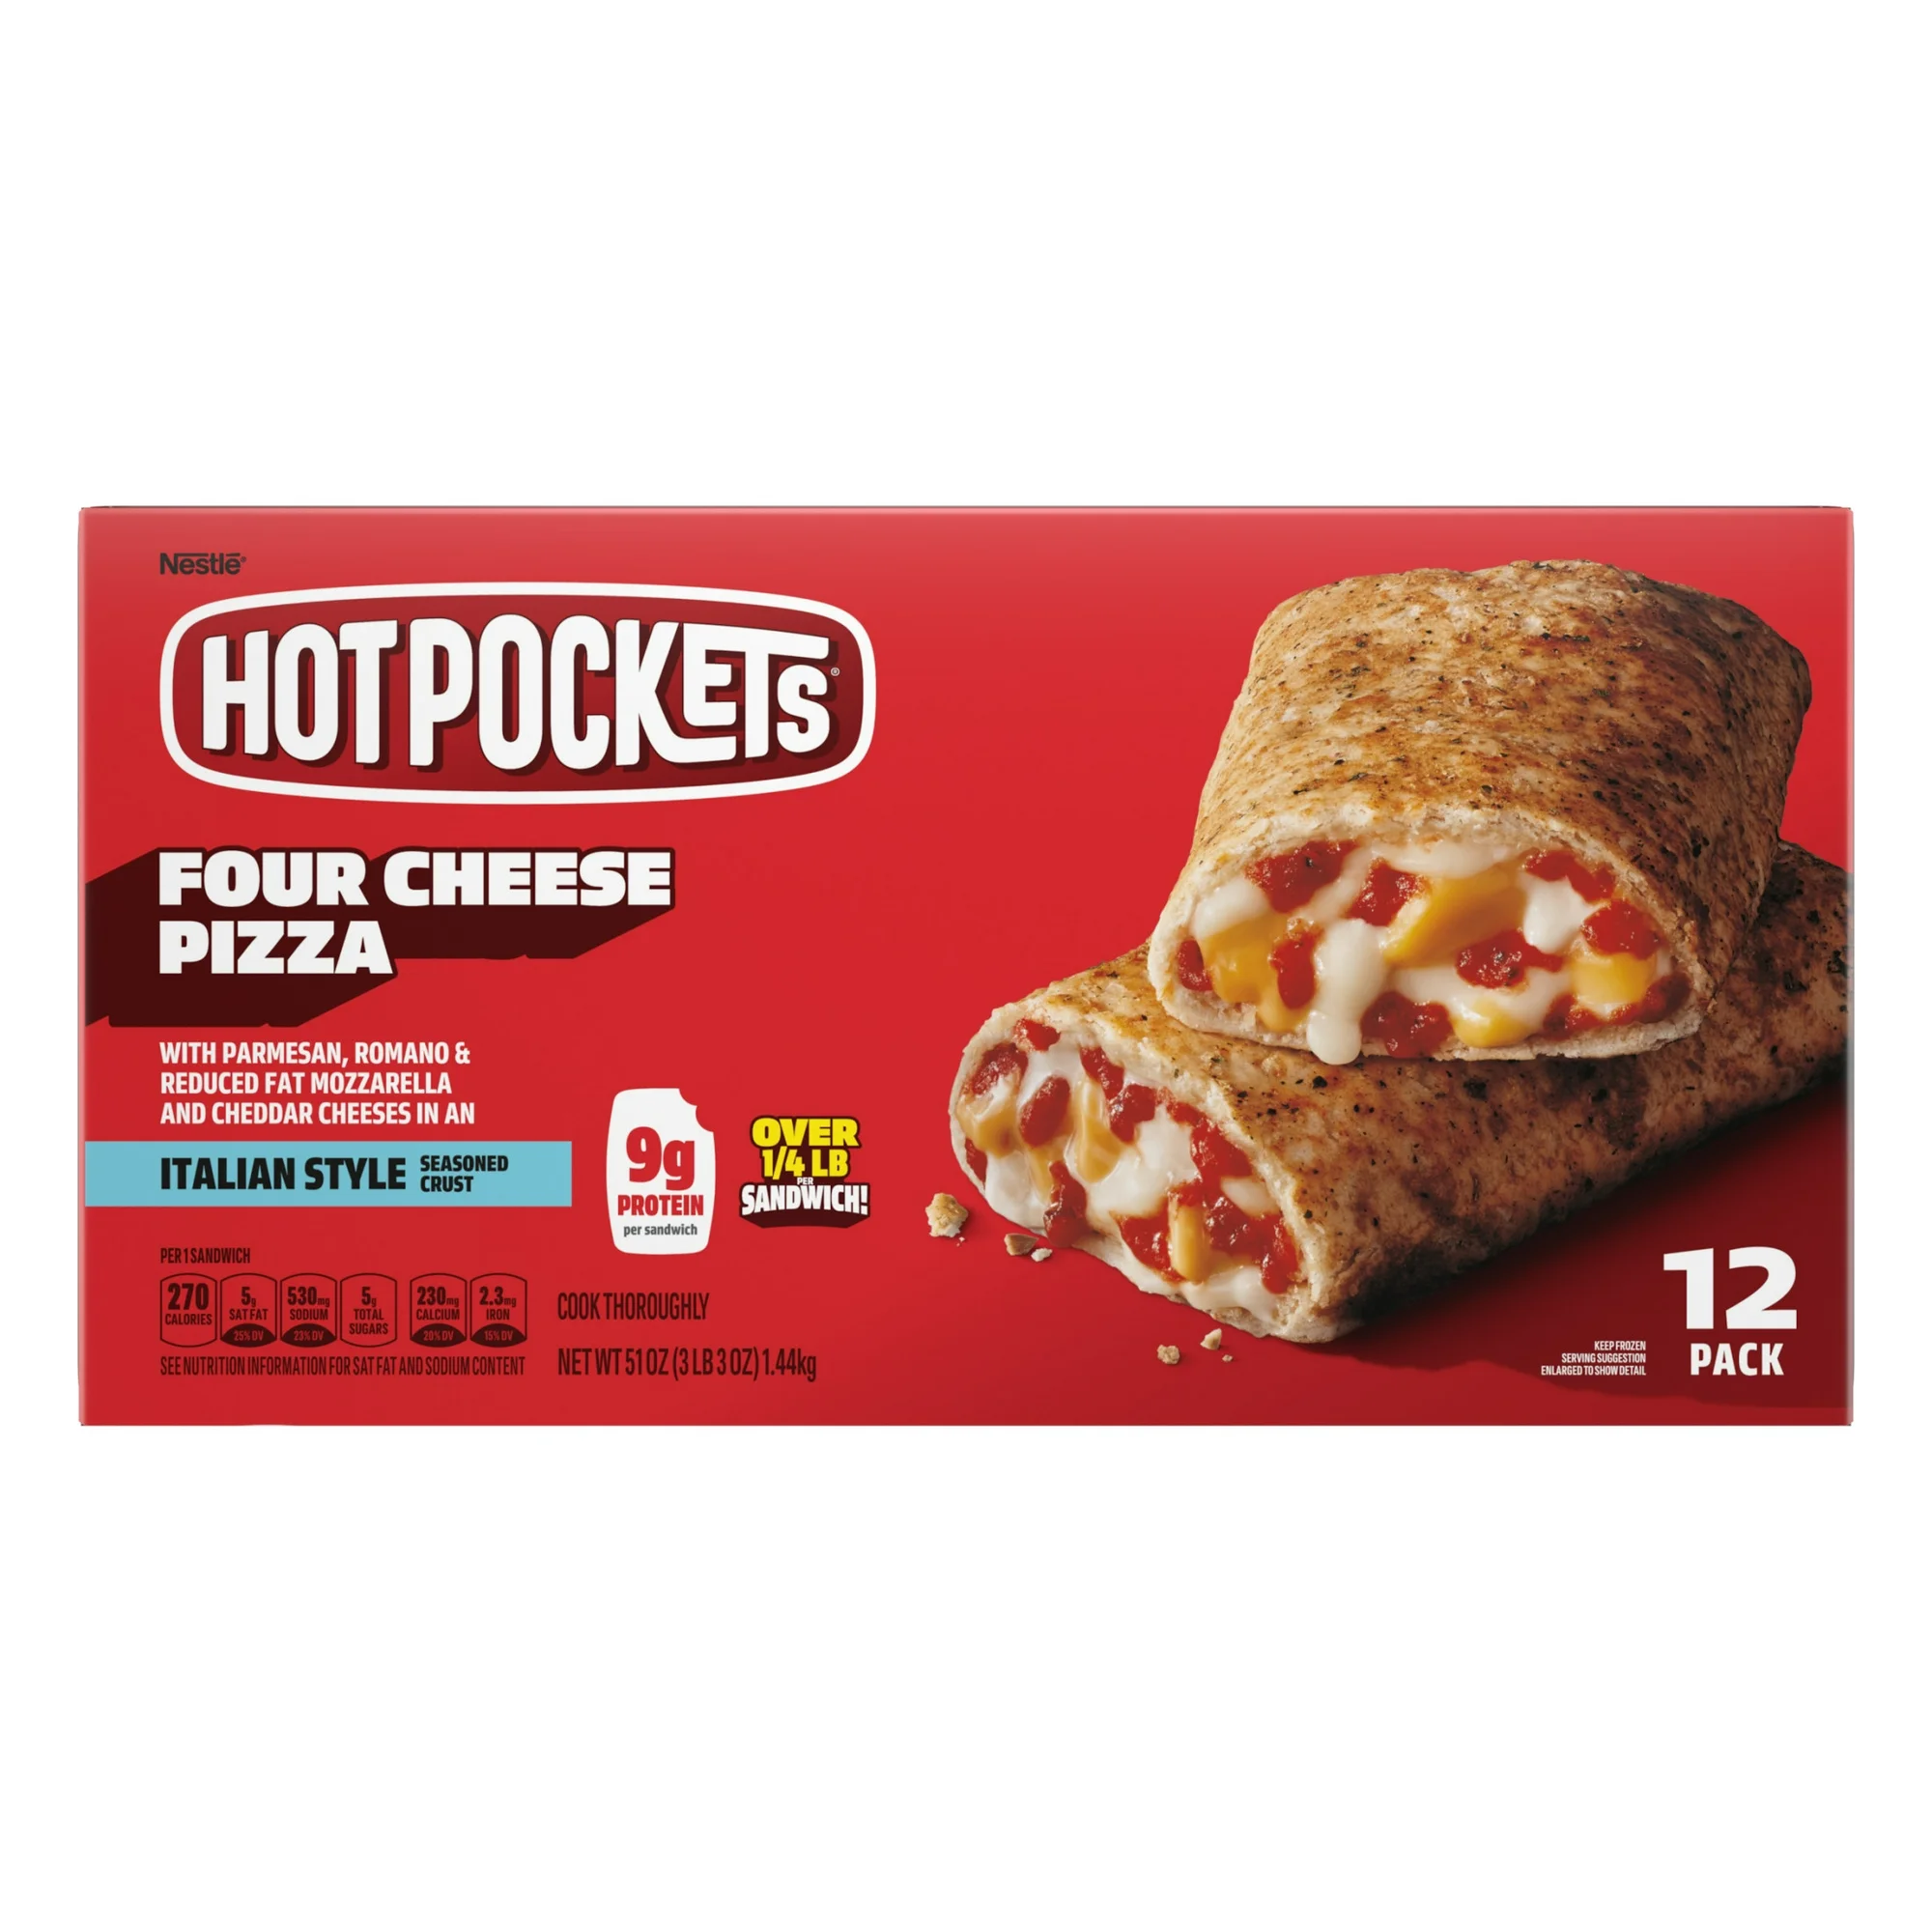 Nestlé®
HOT POCKETS®
FOUR CHEESE
PIZZA
WITH PARMESAN, ROMANO &
REDUCED FAT MOZZARELLA
AND CHEDDAR CHEESES IN AN
ITALIAN STYLE SEASONED
CRUST
9g
PROTEIN
per sandwich
OVER
1/4 LB
PER
SANDWICH!
PER 1 SANDWICH
270
CALORIES
5g
SAT FAT
25% DV
530mg
SODIUM
23% DV
5g
TOTAL
SUGARS
230mg
CALCIUM
20% DV
2.3mg
IRON
15% DV
SEE NUTRITION INFORMATION FOR SAT FAT AND SODIUM CONTENT
COOK THOROUGHLY
NET WT 51 OZ (3 LB 3 OZ) 1.44kg
KEEP FROZEN
SERVING SUGGESTION
ENLARGED TO SHOW DETAIL
12
PACK